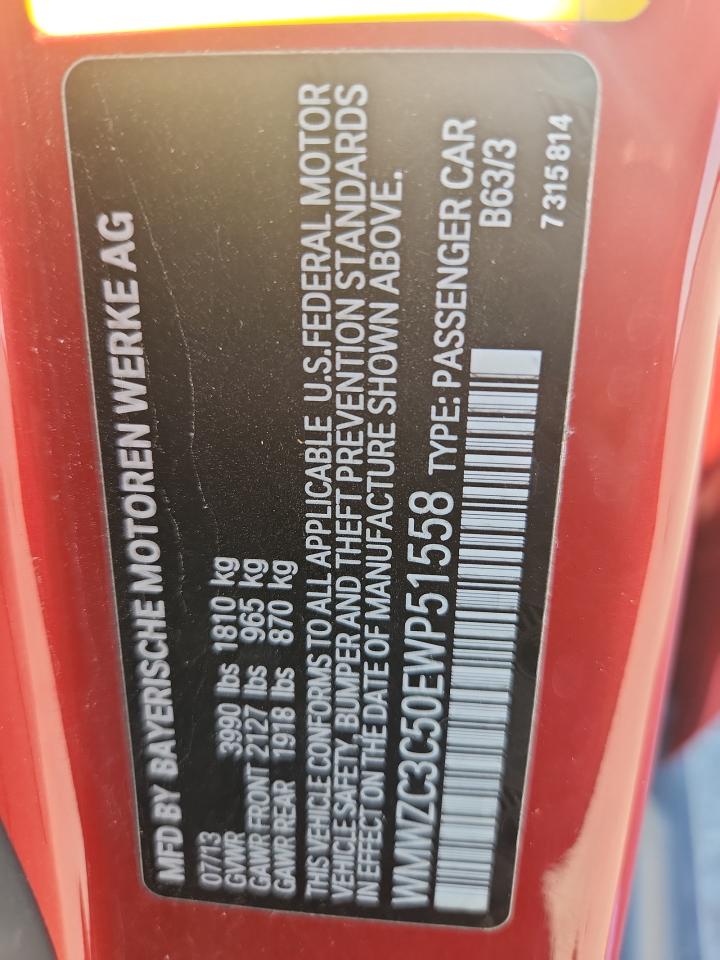 MFD BY BAYERISCHE MOTOREN WERKE AG
07/13
GVWR 3990 lbs 1810 kg
GAWR FRONT 2127 lbs 965 kg
GAWR REAR 1918 lbs 870 kg
THIS VEHICLE CONFORMS TO ALL APPLICABLE U.S.FEDERAL MOTOR
VEHICLE SAFETY, BUMPER AND THEFT PREVENTION STANDARDS
IN EFFECT ON THE DATE OF MANUFACTURE SHOWN ABOVE.
WMWZC3C50EWP51558 TYPE: PASSENGER CAR
B63/3
7 315 814